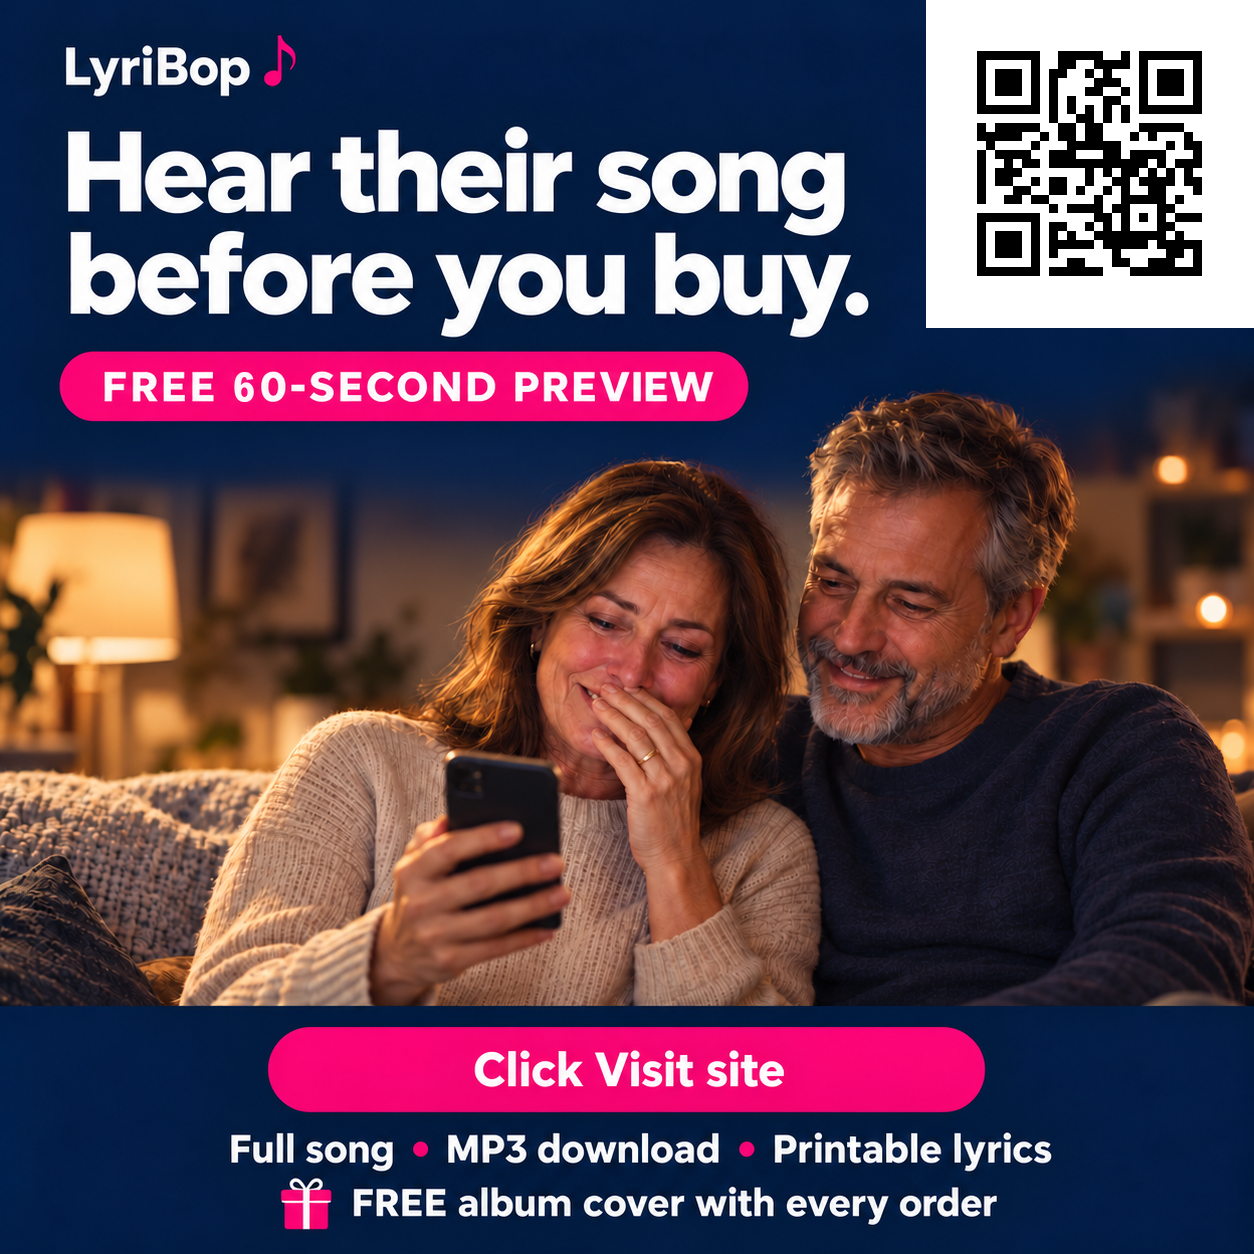 LyriBop
Hear their song
before you buy.
FREE 60-SECOND PREVIEW
Click Visit site
Full song • MP3 download • Printable lyrics
FREE album cover with every order